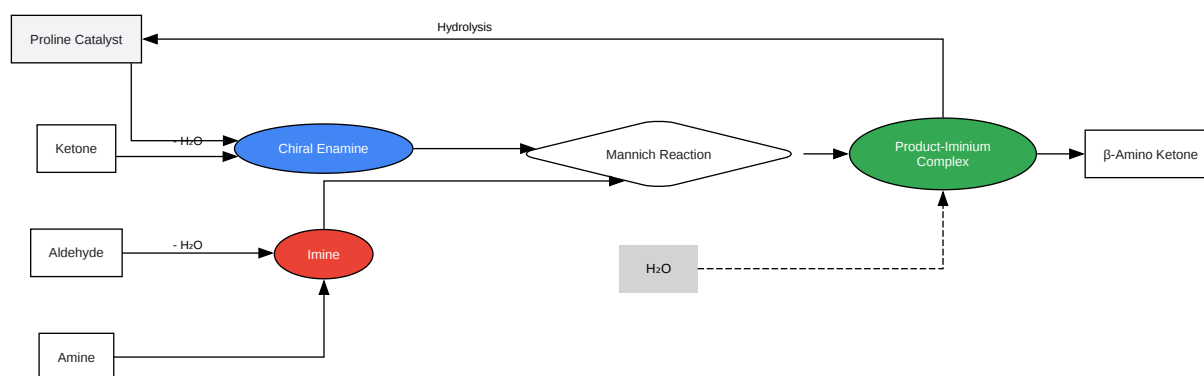 Hydrolysis
Proline Catalyst
Ketone
- H₂O
Chiral Enamine
Mannich Reaction
Product-Iminium
Complex
β-Amino Ketone
Aldehyde
- H₂O
Imine
H₂O
Amine